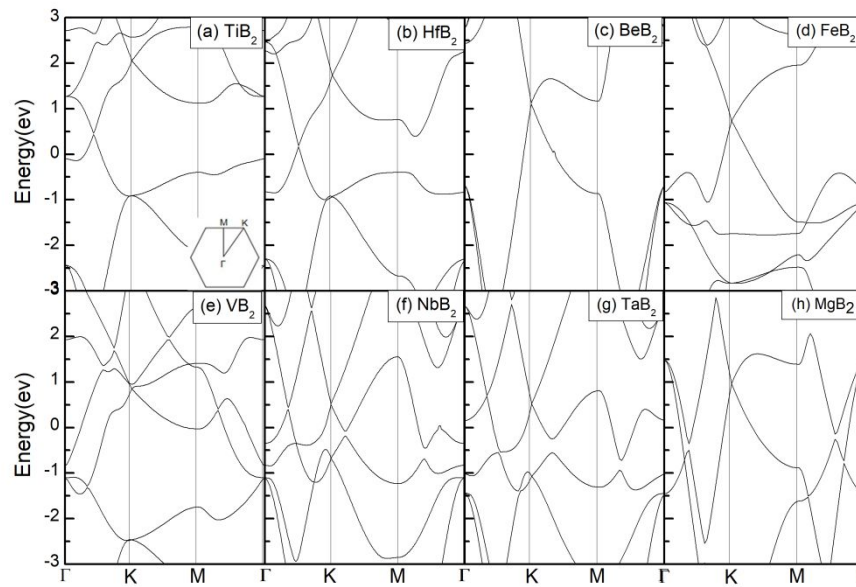 3
2
1
0
-1
-2
-3
Energy(ev)
(a) TiB2
M K
Γ
(b) HfB2
(c) BeB2
(d) FeB2
2
1
0
-1
-2
-3
Energy(ev)
(e) VB2
(f) NbB2
(g) TaB2
(h) MgB2
Γ K M Γ K M Γ K M Γ K M Γ